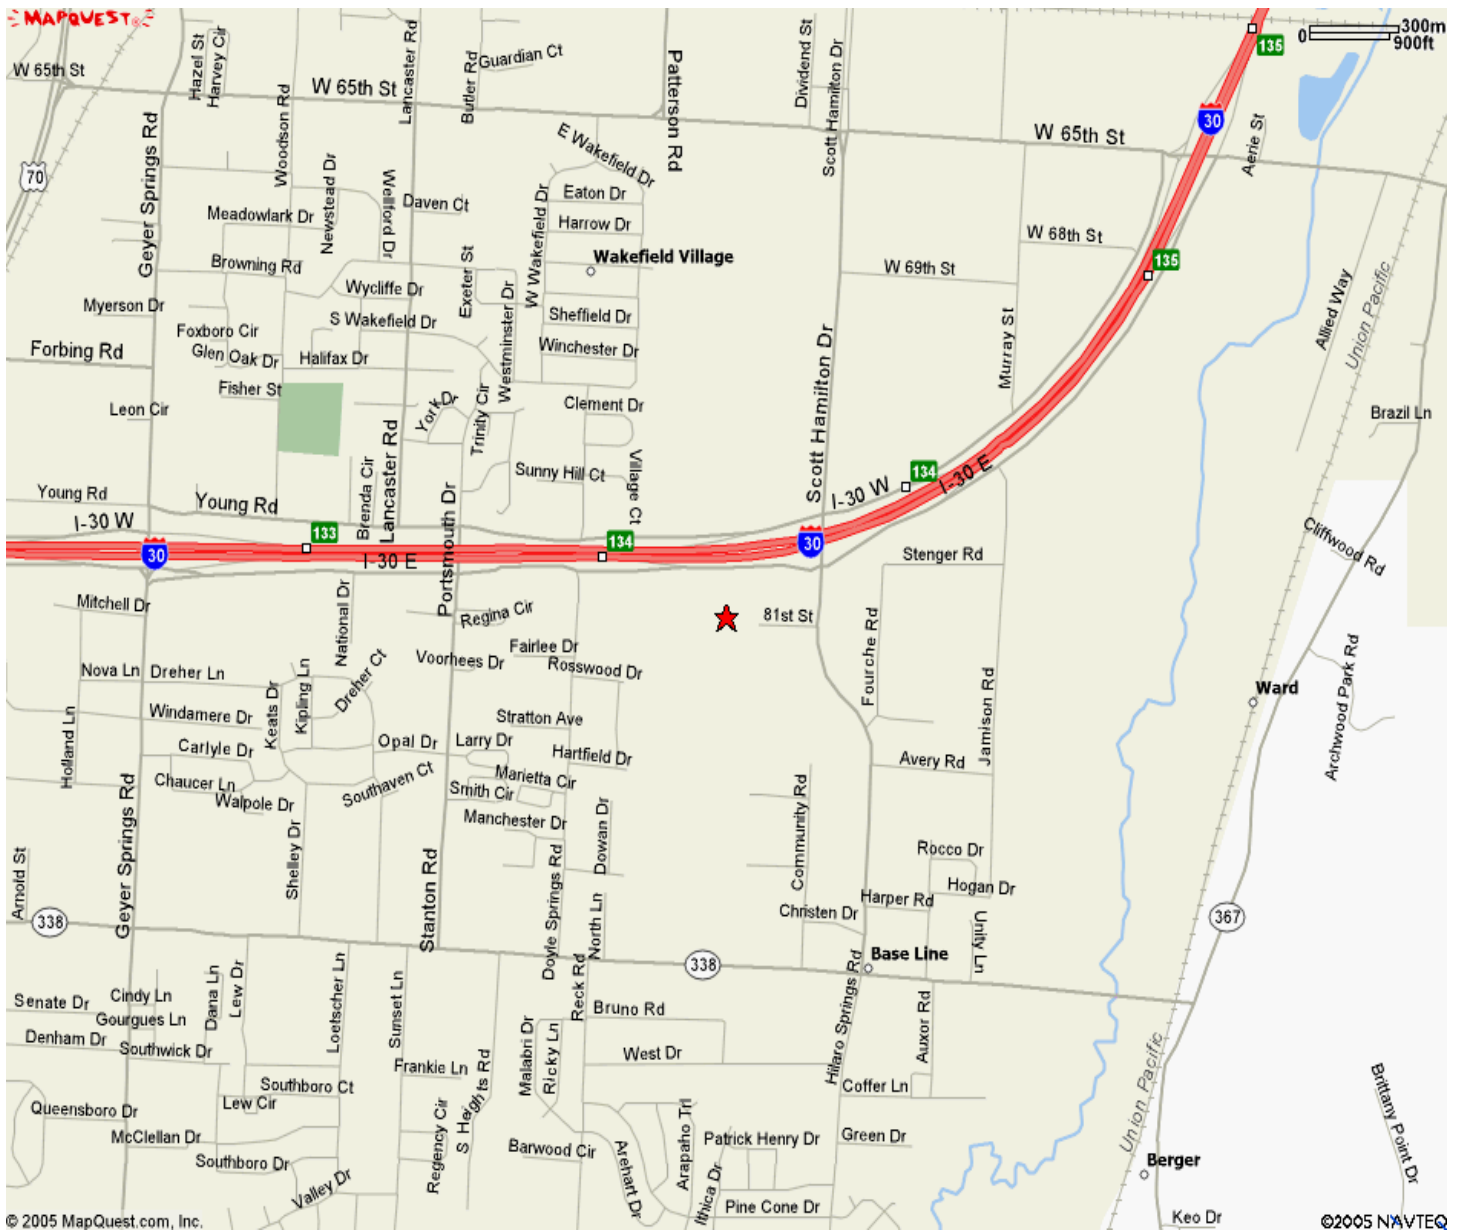 MAPQUEST
300m
0
900ft
135
W 65th St
Hazel St
Harvey Cir
Lancaster Rd
Butler Rd
Guardian Ct
Patterson Rd
Dividend St
Scott Hamilton Dr
30
W 65th St
W 65th St
Aerie St
70
Geyer Springs Rd
Woodson Rd
Newstead Dr
Wellford Dr
Daven Ct
E Wakefield Dr
Eaton Dr
Harrow Dr
W Wakefield Dr
Meadowlark Dr
W 68th St
135
Browning Rd
Wakefield Village
W 69th St
Exeter St
Wycliffe Dr
Westminster Dr
Myerson Dr
S Wakefield Dr
Sheffield Dr
Foxboro Cir
Forbing Rd
Glen Oak Dr
Halifax Dr
Winchester Dr
Scott Hamilton Dr
Murray St
Allied Way
Union Pacific
Fisher St
Leon Cir
York Dr
Trinity Cir
Clement Dr
Brazil Ln
Lancaster Rd
Brenda Cir
Sunny Hill Ct
Village Ct
134
I-30 W
I-30 E
Young Rd
Young Rd
I-30 W
133
Portsmouth Dr
134
30
30
I-30 E
Stenger Rd
Cliffwood Rd
Mitchell Dr
National Dr
Regina Cir
81st St
Fourche Rd
Fairlee Dr
Voorhees Dr
Rosswood Dr
Nova Ln
Dreher Ln
Keats Dr
Kipling Ln
Dreher Ct
Jamison Rd
Ward
Archwood Park Rd
Holland Ln
Windamere Dr
Stratton Ave
Carlyle Dr
Opal Dr
Larry Dr
Hartfield Dr
Avery Rd
Chaucer Ln
Walpole Dr
Southaven Ct
Marietta Cir
Smith Cir
Manchester Dr
Dowan Dr
Community Rd
Geyer Springs Rd
Shelley Dr
Stanton Rd
Doyle Springs Rd
North Ln
Rocco Dr
Hogan Dr
Harper Rd
Christen Dr
Unity Ln
Arnold St
338
367
338
Base Line
Dana Ln
Lew Dr
Loetscher Ln
Sunset Ln
Reck Rd
Hilaro Springs Rd
Auxor Rd
Senate Dr
Cindy Ln
Gourgues Ln
Bruno Rd
Denham Dr
Southwick Dr
Malabri Dr
Ricky Ln
West Dr
Frankie Ln
S Heights Rd
Southboro Ct
Coffer Ln
Union Pacific
Brittany Point Dr
Queensboro Dr
Lew Cir
McClellan Dr
Regency Cir
Barwood Cir
Arehart Dr
Arapaho Trl
Patrick Henry Dr
Green Dr
Southboro Dr
Valley Dr
Ithica Dr
Pine Cone Dr
Berger
Keo Dr
© 2005 MapQuest.com, Inc.
©2005 NAVTEQ